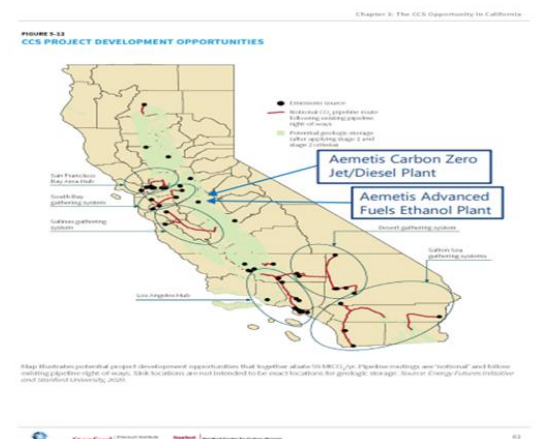 Chapter 5: The CCS Opportunity in California
FIGURE 5-22
CCS PROJECT DEVELOPMENT OPPORTUNITIES
Emissions source
Notional CO₂ pipeline route
following existing pipeline
right of ways
Potential geologic storage
(after applying stage 1 and
stage 2 criteria)
Aemetis Carbon Zero
Jet/Diesel Plant
San Francisco
Bay Area Hub
Aemetis Advanced
Fuels Ethanol Plant
South Bay
gathering system
Salinas gathering
system
Desert gathering system
Salton Sea
gathering systems
Los Angeles Hub
Map illustrates potential project development opportunities that together abate 59 MtCO₂/yr. Pipeline routings are "notional" and follow
existing pipeline right of ways. Sink locations are not intended to be exact locations for geologic storage. Source: Energy Futures Initiative
and Stanford University, 2020.